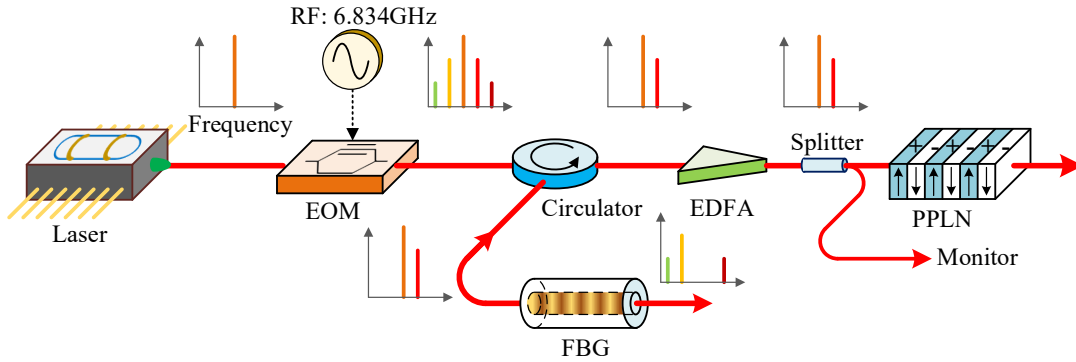 RF: 6.834GHz
Frequency
Splitter
Laser
EOM
Circulator
EDFA
+ - + - + -
PPLN
Monitor
FBG